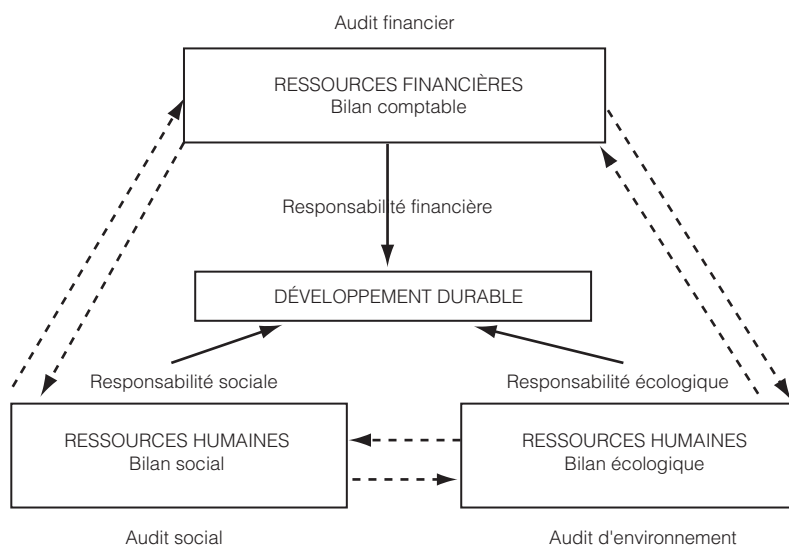 Audit financier
RESSOURCES FINANCIÈRES
Bilan comptable
Responsabilité financière
DÉVELOPPEMENT DURABLE
Responsabilité sociale
Responsabilité écologique
RESSOURCES HUMAINES
Bilan social
RESSOURCES HUMAINES
Bilan écologique
Audit social
Audit d'environnement